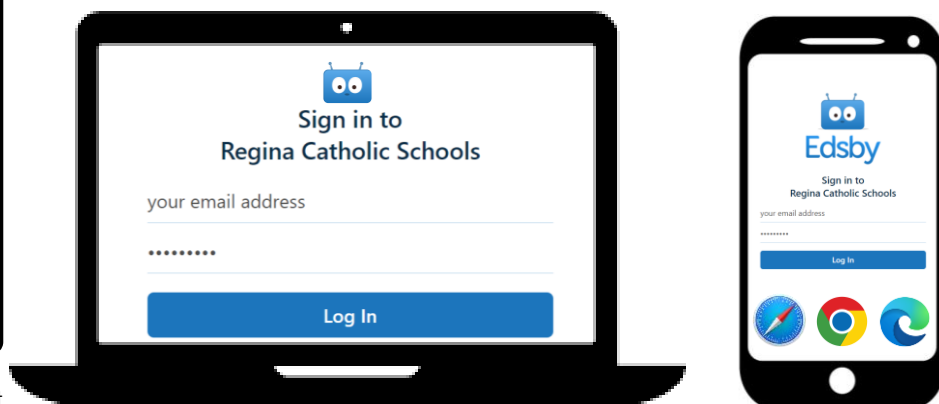 Sign in to
Regina Catholic Schools
your email address
•••••••••
Log In
Edsby
Sign in to
Regina Catholic Schools
your email address
•••••••••
Log In